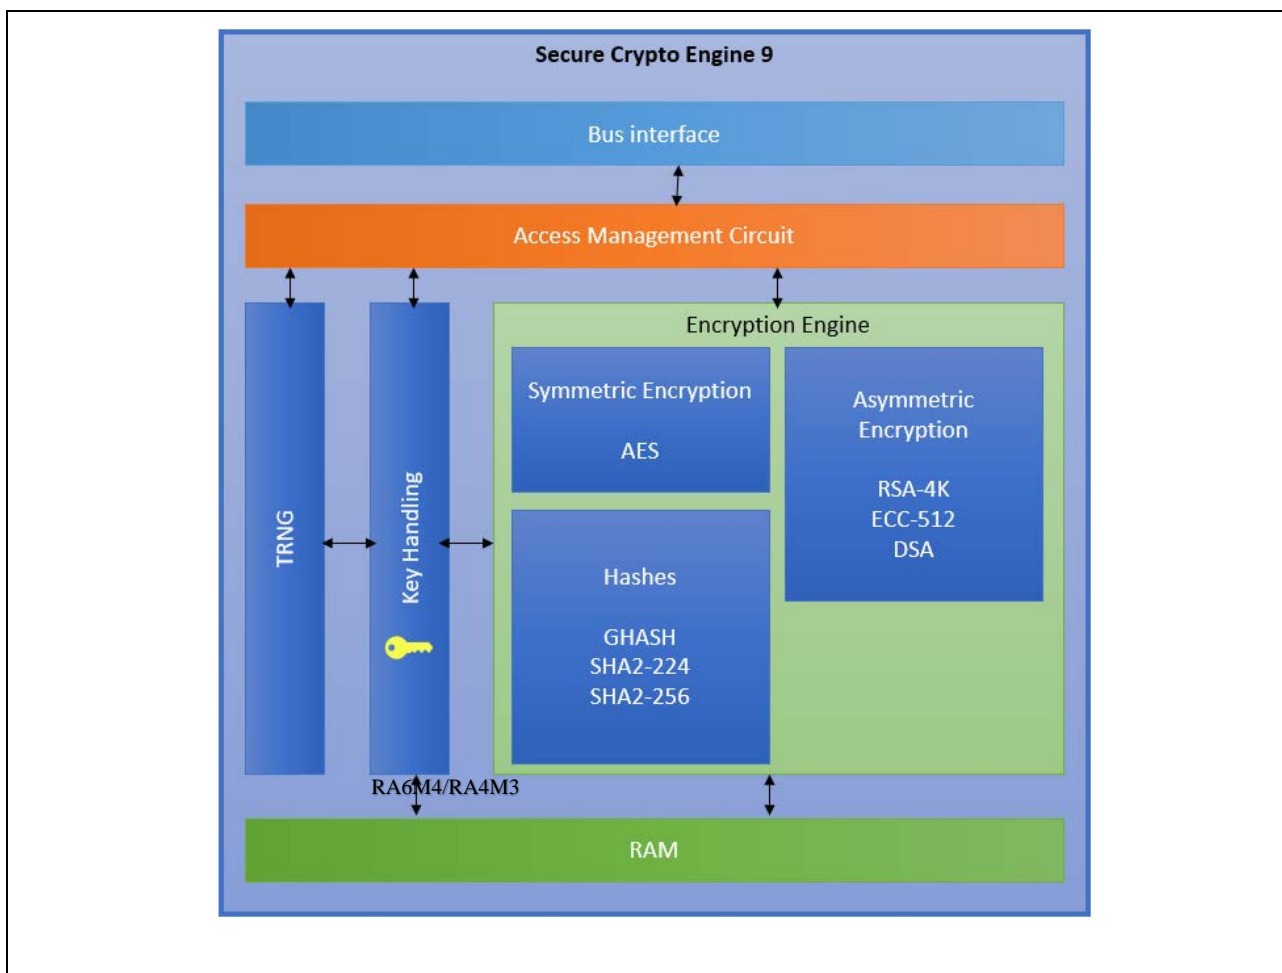 Secure Crypto Engine 9
Bus interface
Access Management Circuit
TRNG
Key Handling
Encryption Engine
Symmetric Encryption
AES
Asymmetric
Encryption
RSA-4K
ECC-512
DSA
Hashes
GHASH
SHA2-224
SHA2-256
RA6M4/RA4M3
RAM